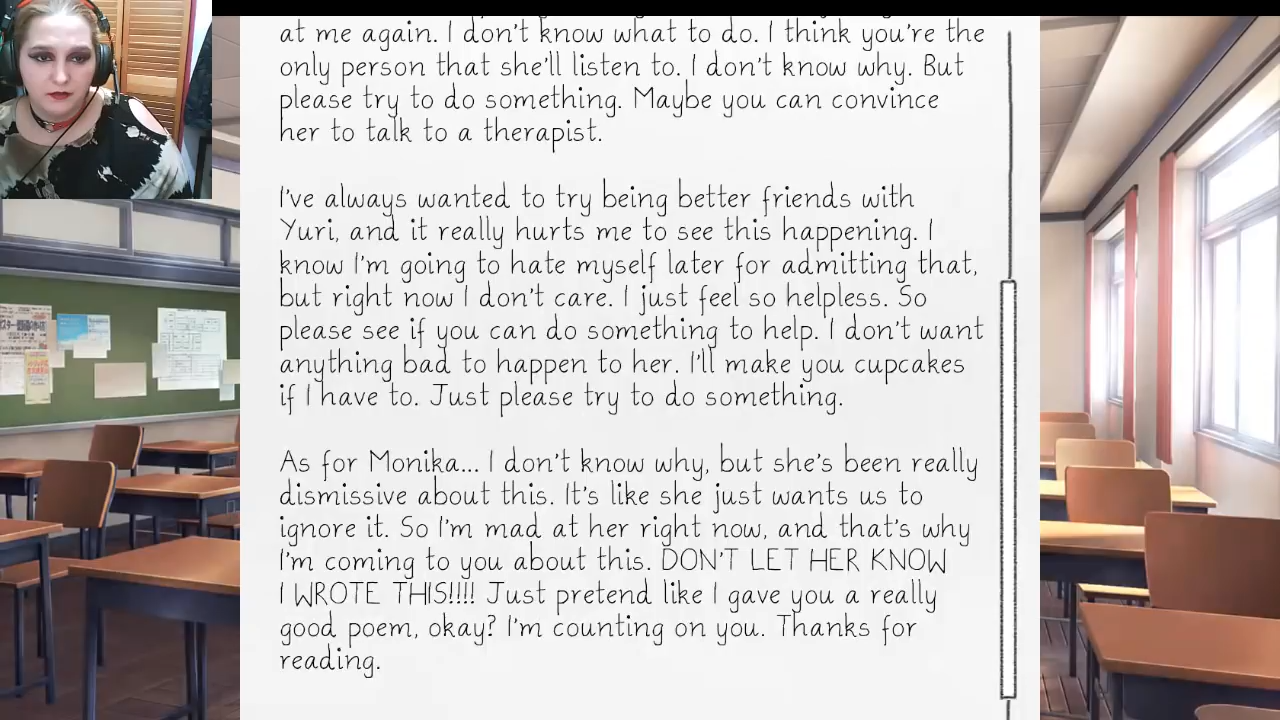 at me again. I don't know what to do. I think you're the
only person that she'll listen to. I don't know why. But
please try to do something. Maybe you can convince
her to talk to a therapist.
I've always wanted to try being better friends with
Yuri, and it really hurts me to see this happening. I
know I'm going to hate myself later for admitting that,
but right now I don't care. I just feel so helpless. So
please see if you can do something to help. I don't want
anything bad to happen to her. I'll make you cupcakes
if I have to. Just please try to do something.
As for Monika... I don't know why, but she's been really
dismissive about this. It's like she just wants us to
ignore it. So I'm mad at her right now, and that's why
I'm coming to you about this. DON'T LET HER KNOW
I WROTE THIS!!!! Just pretend like I gave you a really
good poem, okay? I'm counting on you. Thanks for
reading.